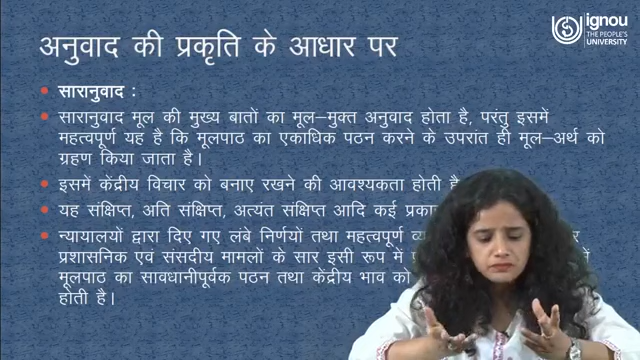 ignou
THE PEOPLE'S
UNIVERSITY
अनुवाद की प्रकृति के आधार पर
सारानुवाद :
सारानुवाद मूल की मुख्य बातों का मूल–मुक्त अनुवाद होता है, परंतु इसमें
महत्वपूर्ण यह है कि मूलपाठ का एकाधिक पठन करने के उपरांत ही मूल–अर्थ को
ग्रहण किया जाता है।
इसमें केंद्रीय विचार को बनाए रखने की आवश्यकता होती है
यह संक्षिप्त, अति संक्षिप्त, अत्यंत संक्षिप्त आदि कई
न्यायालयों द्वारा दिए गए लंबे निर्णयों तथा महत्वपूर्ण
प्रशासनिक एवं संसदीय मामलों के सार इसी रूप में
मूलपाठ का सावधानीपूर्वक पठन तथा केंद्रीय भाव को
होती है।